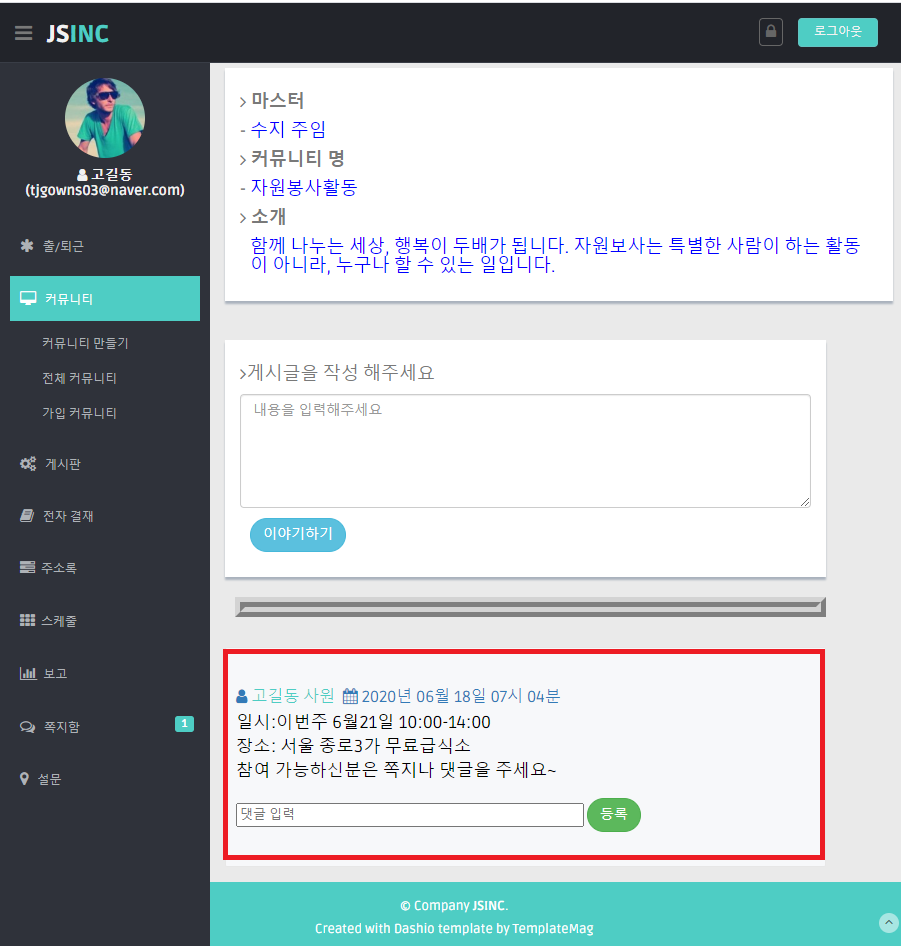 JSINC
로그아웃
고길동
(tjgowns03@naver.com)
출/퇴근
커뮤니티
커뮤니티 만들기
전체 커뮤니티
가입 커뮤니티
게시판
전자 결재
주소록
스케줄
보고
쪽지함 1
설문
> 마스터
- 수지 주임
> 커뮤니티 명
- 자원봉사활동
> 소개
함께 나누는 세상, 행복이 두배가 됩니다. 자원보사는 특별한 사람이 하는 활동
이 아니라, 누구나 할 수 있는 일입니다.
>게시글을 작성 해주세요
내용을 입력해주세요
이야기하기
고길동 사원 2020년 06월 18일 07시 04분
일시:이번주 6월21일 10:00-14:00
장소: 서울 종로3가 무료급식소
참여 가능하신분은 쪽지나 댓글을 주세요~
댓글 입력 등록
© Company JSINC.
Created with Dashio template by TemplateMag